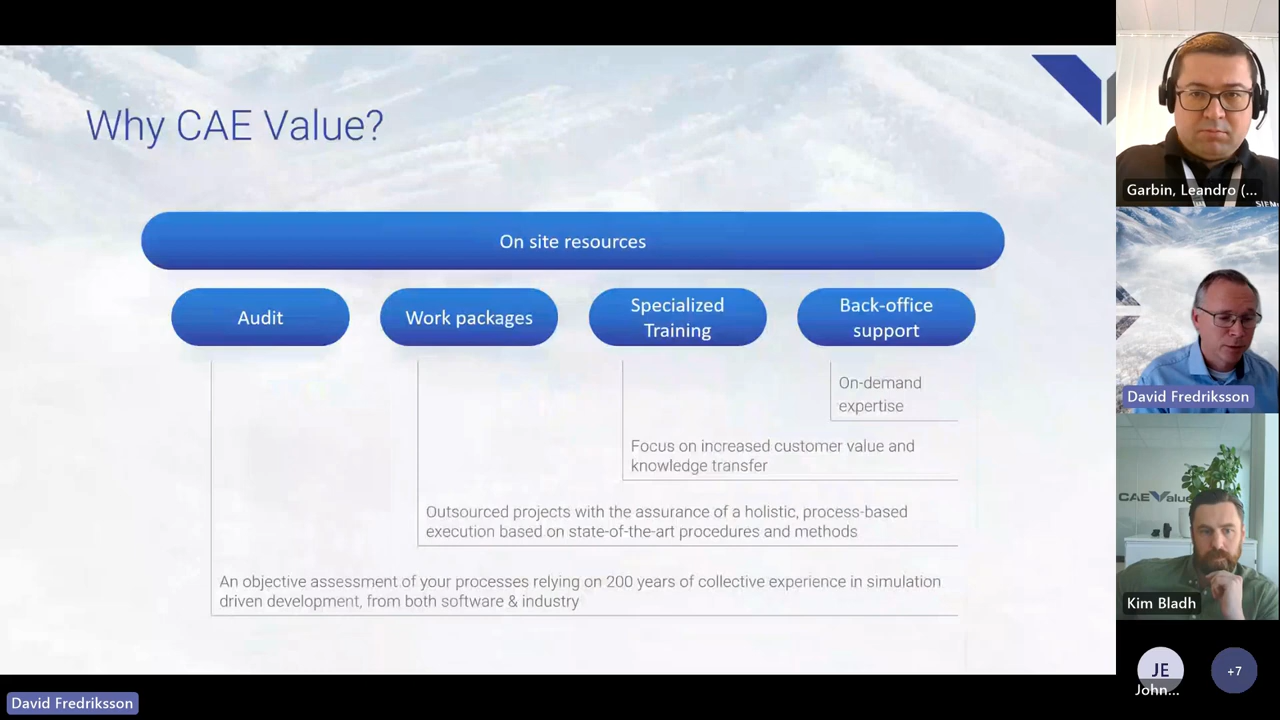 Why CAE Value?
On site resources
Audit
Work packages
Specialized
Training
Back-office
support
On-demand
expertise
Focus on increased customer value and
knowledge transfer
Outsourced projects with the assurance of a holistic, process-based
execution based on state-of-the-art procedures and methods
An objective assessment of your processes relying on 200 years of collective experience in simulation
driven development, from both software & industry
David Fredriksson
Garbin, Leandro (...
David Fredriksson
CAEValue
Kim Bladh
JE
John...
+7